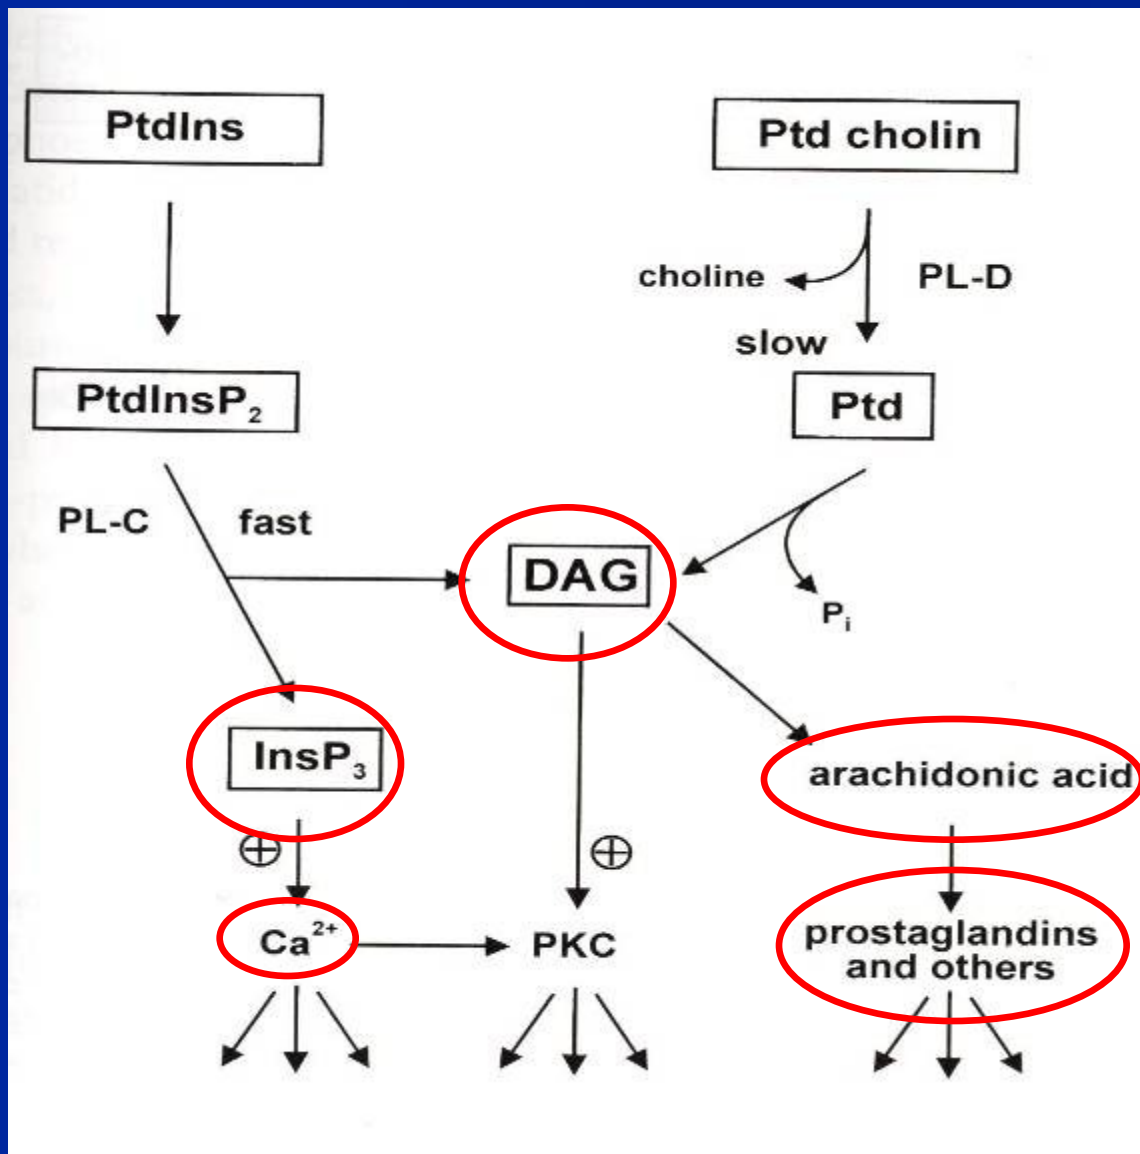 PtdIns
Ptd cholin
choline
PL-D
slow
PtdInsP₂
Ptd
PL-C
fast
DAG
Pᵢ
InsP₃
arachidonic acid
Ca²⁺
PKC
prostaglandins
and others